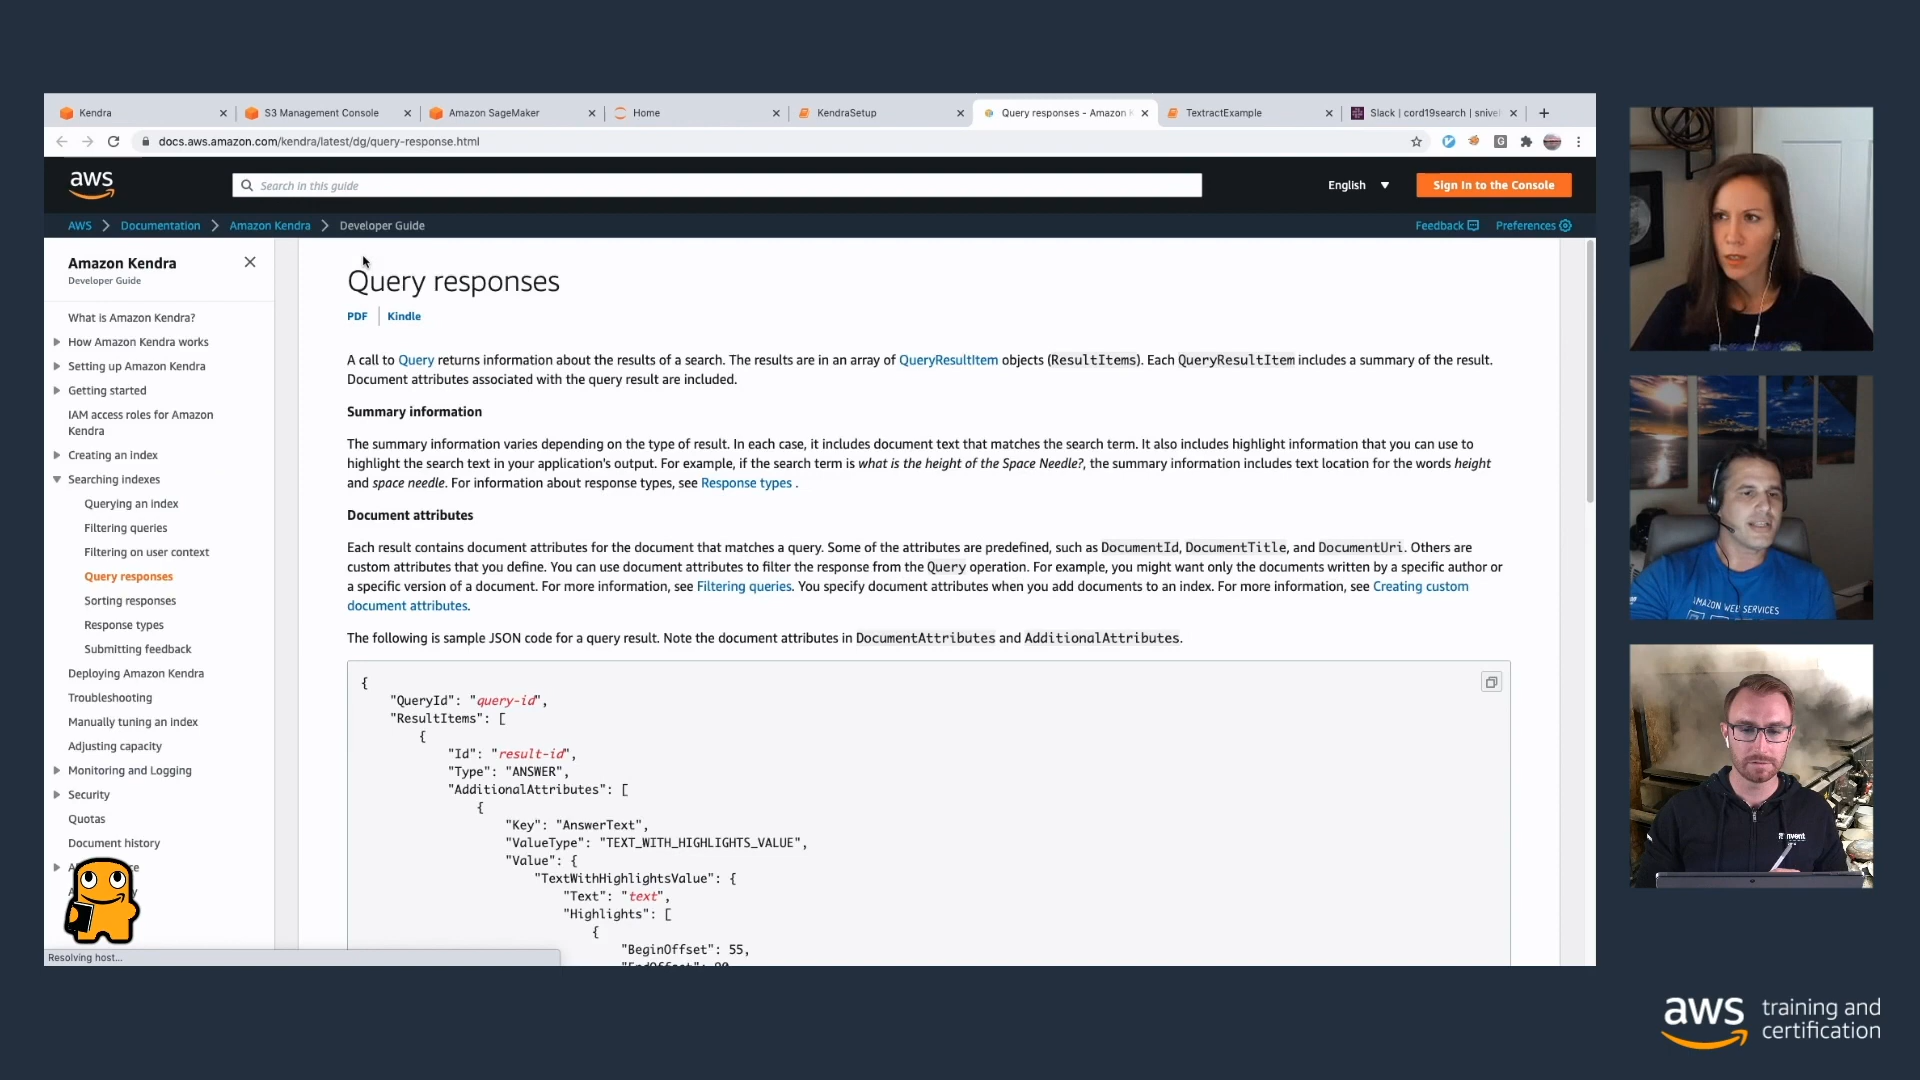 Kendra
S3 Management Console
Amazon SageMaker
Home
KendraSetup
Query responses - Amazon
TextractExample
Slack | cord19search | snivel
docs.aws.amazon.com/kendra/latest/dg/query-response.html
aws
Search in this guide
English
Sign In to the Console
AWS > Documentation > Amazon Kendra > Developer Guide
Feedback
Preferences
Amazon Kendra
Developer Guide
What is Amazon Kendra?
How Amazon Kendra works
Setting up Amazon Kendra
Getting started
IAM access roles for Amazon
Kendra
Creating an index
Searching indexes
Querying an index
Filtering queries
Filtering on user context
Query responses
Sorting responses
Response types
Submitting feedback
Deploying Amazon Kendra
Troubleshooting
Manually tuning an index
Adjusting capacity
Monitoring and Logging
Security
Quotas
Document history
Resolving host...
Query responses
PDF
Kindle
A call to Query returns information about the results of a search. The results are in an array of QueryResultItem objects (ResultItems). Each QueryResultItem includes a summary of the result.
Document attributes associated with the query result are included.
Summary information
The summary information varies depending on the type of result. In each case, it includes document text that matches the search term. It also includes highlight information that you can use to
highlight the search text in your application's output. For example, if the search term is what is the height of the Space Needle?, the summary information includes text location for the words height
and space needle. For information about response types, see Response types .
Document attributes
Each result contains document attributes for the document that matches a query. Some of the attributes are predefined, such as DocumentId, DocumentTitle, and DocumentUri. Others are
custom attributes that you define. You can use document attributes to filter the response from the Query operation. For example, you might want only the documents written by a specific author or
a specific version of a document. For more information, see Filtering queries. You specify document attributes when you add documents to an index. For more information, see Creating custom
document attributes.
The following is sample JSON code for a query result. Note the document attributes in DocumentAttributes and AdditionalAttributes.
{
"QueryId": "query-id",
"ResultItems": [
{
"Id": "result-id",
"Type": "ANSWER",
"AdditionalAttributes": [
{
"Key": "AnswerText",
"ValueType": "TEXT_WITH_HIGHLIGHTS_VALUE",
"Value": {
"TextWithHighlightsValue": {
"Text": "text",
"Highlights": [
{
"BeginOffset": 55,
"EndOffset": 90,
AMAZON WEB SERVICES
aws training and
certification